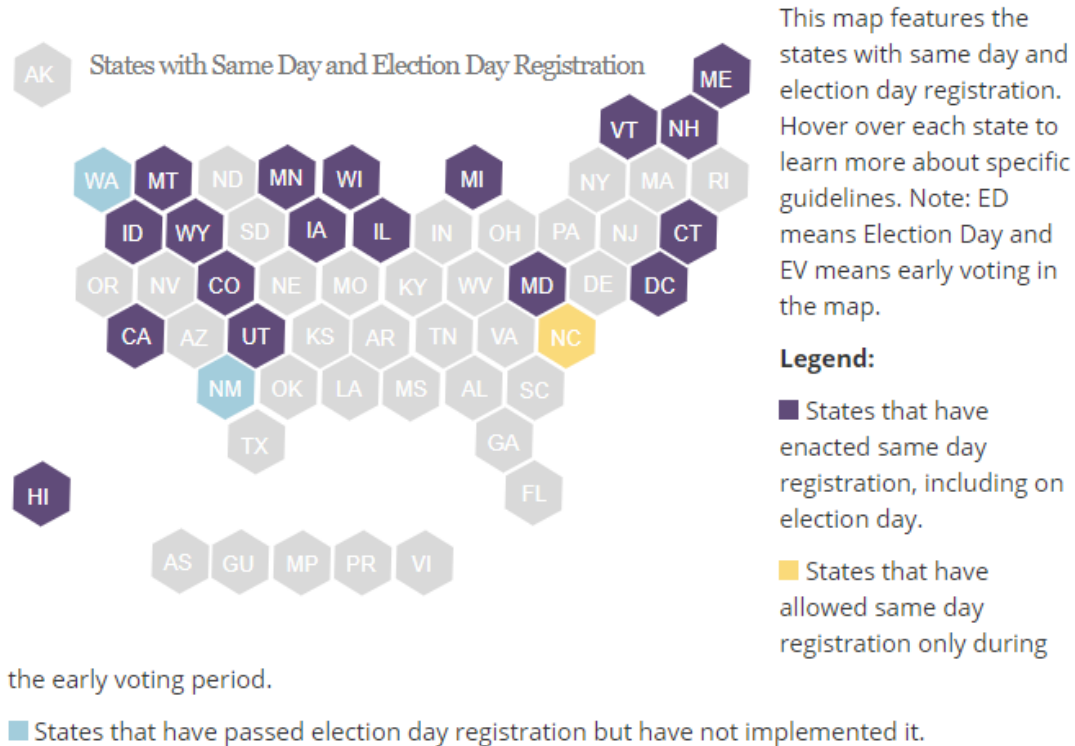 AK
States with Same Day and Election Day Registration
ME
VT NH
WA MT ND MN WI MI NY MA RI
ID WY SD IA IL IN OH PA NJ CT
OR NV CO NE MO KY WV MD DE DC
CA AZ UT KS AR TN VA NC
NM OK LA MS AL SC
TX GA
HI FL
AS GU MP PR VI
This map features the
states with same day and
election day registration.
Hover over each state to
learn more about specific
guidelines. Note: ED
means Election Day and
EV means early voting in
the map.
Legend:
States that have
enacted same day
registration, including on
election day.
States that have
allowed same day
registration only during
the early voting period.
States that have passed election day registration but have not implemented it.